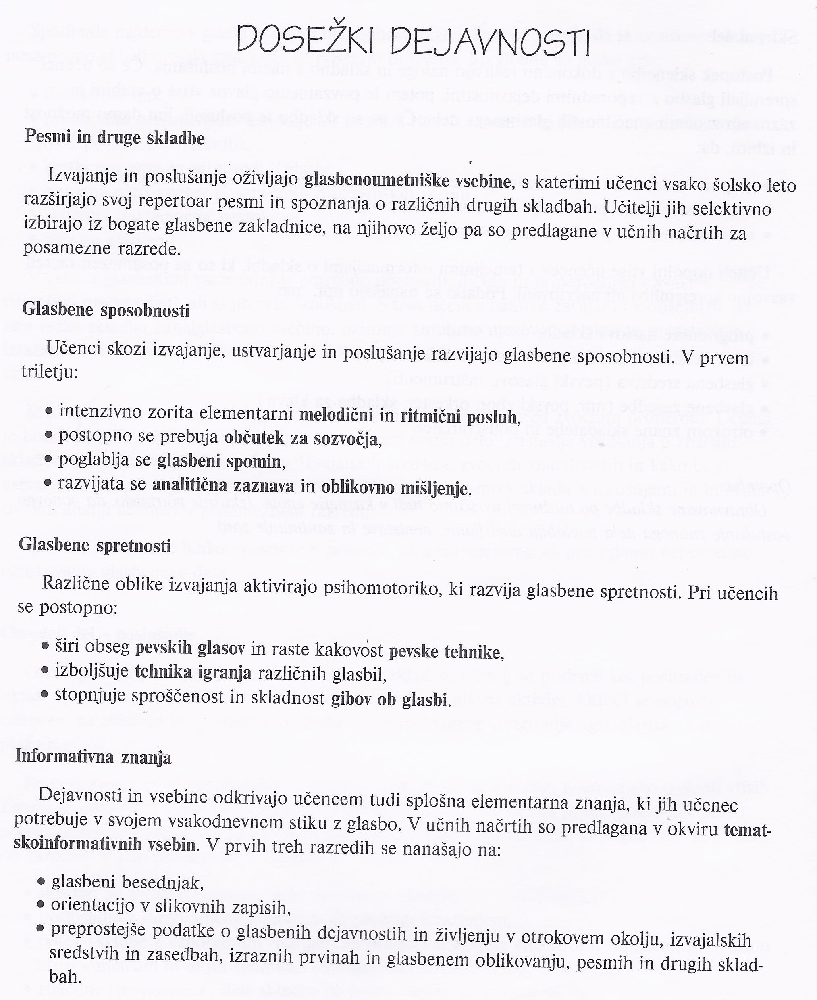 DOSEŽKI DEJAVNOSTI
Pesmi in druge skladbe
Izvajanje in poslušanje oživljajo glasbenoumetniške vsebine, s katerimi učenci vsako šolsko leto
razširjajo svoj repertoar pesmi in spoznanja o različnih drugih skladbah. Učitelji jih selektivno
izbirajo iz bogate glasbene zakladnice, na njihovo željo pa so predlagane v učnih načrtih za
posamezne razrede.
Glasbene sposobnosti
Učenci skozi izvajanje, ustvarjanje in poslušanje razvijajo glasbene sposobnosti. V prvem
triletju:
• intenzivno zorita elementarni melodični in ritmični posluh,
• postopno se prebuja občutek za sozvočja,
• poglablja se glasbeni spomin,
• razvijata se analitična zaznava in oblikovno mišljenje.
Glasbene spretnosti
Različne oblike izvajanja aktivirajo psihomotoriko, ki razvija glasbene spretnosti. Pri učencih
se postopno:
• širi obseg pevskih glasov in raste kakovost pevske tehnike,
• izboljšuje tehnika igranja različnih glasbil,
• stopnjuje sproščenost in skladnost gibov ob glasbi.
Informativna znanja
Dejavnosti in vsebine odkrivajo učencem tudi splošna elementarna znanja, ki jih učenec
potrebuje v svojem vsakodnevnem stiku z glasbo. V učnih načrtih so predlagana v okviru temat-
skoinformativnih vsebin. V prvih treh razredih se nanašajo na:
• glasbeni besednjak,
• orientacijo v slikovnih zapisih,
• preprostejše podatke o glasbenih dejavnostih in življenju v otrokovem okolju, izvajalskih
sredstvih in zasedbah, izraznih prvinah in glasbenem oblikovanju, pesmih in drugih sklad-
bah.